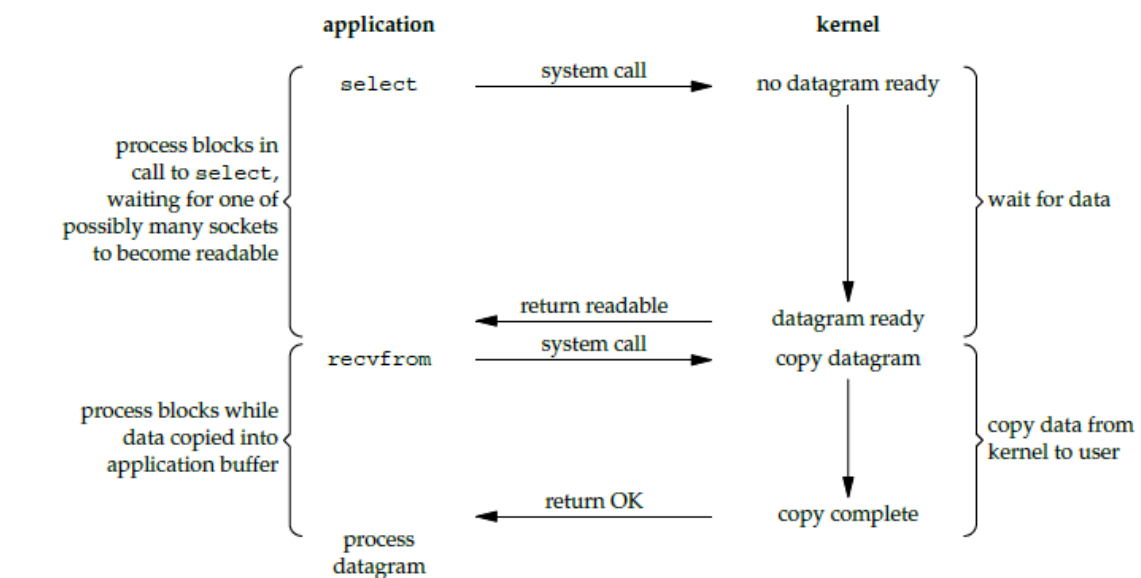 application
kernel
select
system call
no datagram ready
process blocks in
call to select,
waiting for one of
possibly many sockets
to become readable
wait for data
return readable
datagram ready
recvfrom
system call
copy datagram
process blocks while
data copied into
application buffer
copy data from
kernel to user
return OK
copy complete
process
datagram